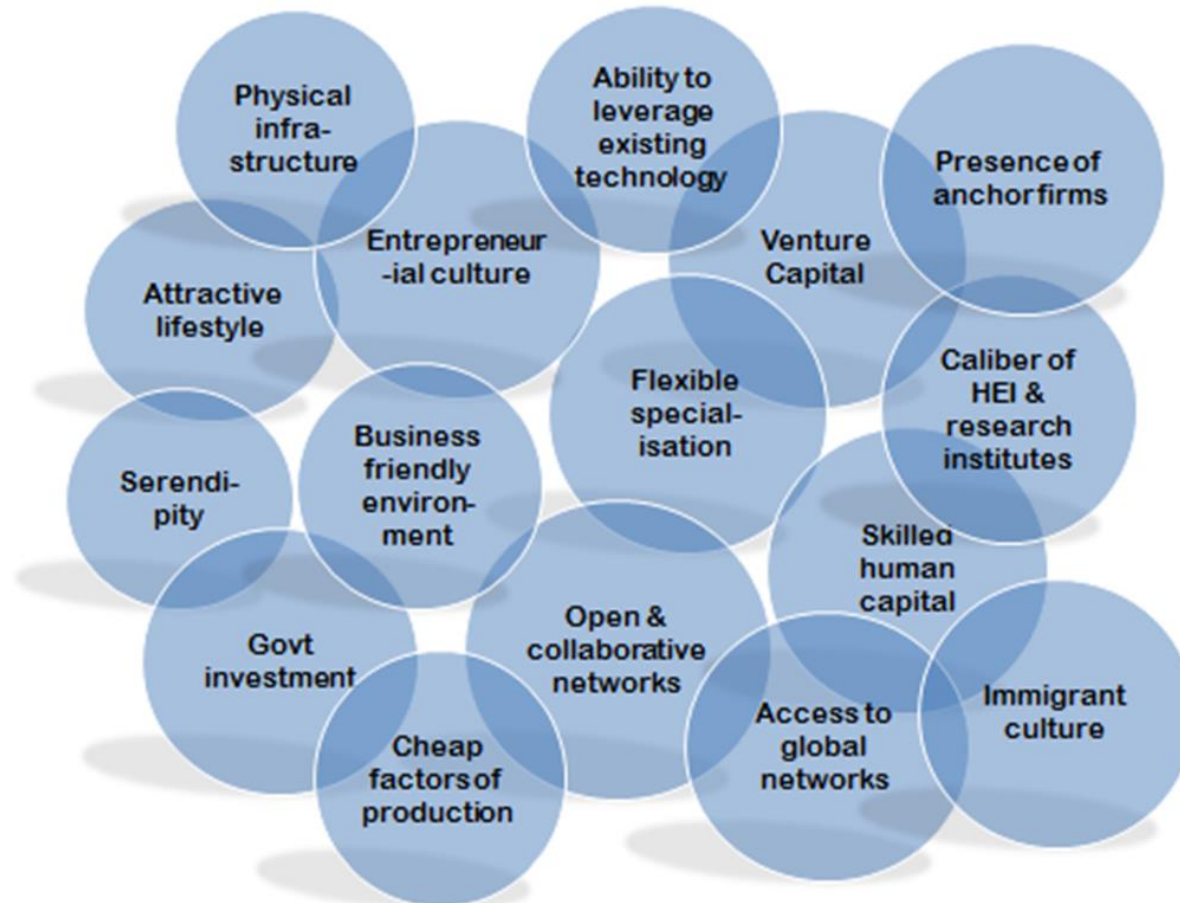 Physical
infra-
structure
Ability to
leverage
existing
technology
Presence of
anchor firms
Entrepreneur
-ial culture
Venture
Capital
Attractive
lifestyle
Flexible
special-
isation
Caliber of
HEI &
research
institutes
Business
friendly
environ-
ment
Serendi-
pity
Skilled
human
capital
Govt
investment
Open &
collaborative
networks
Immigrant
culture
Access to
global
networks
Cheap
factors of
production